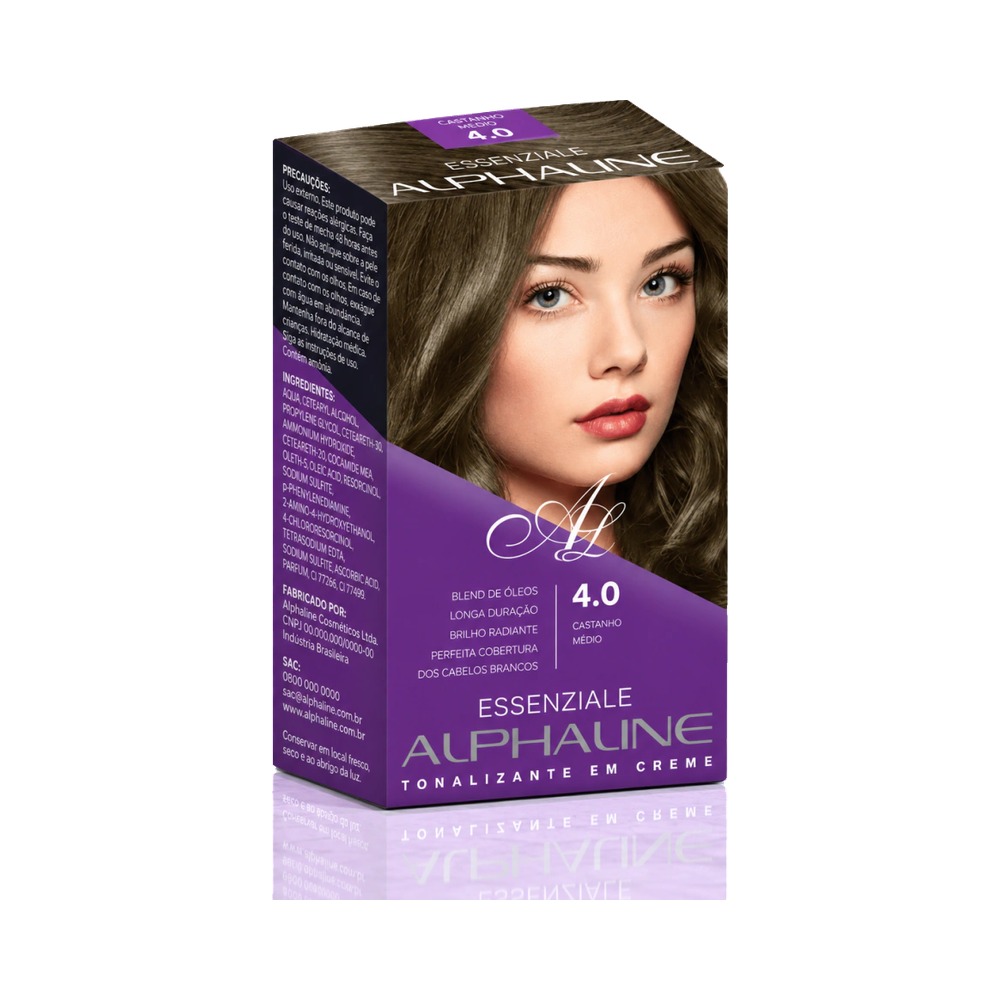 CASTANHO
MÉDIO
4.0
ESSENZIALE
ALPHALINE
PRECAUÇÕES:
Uso externo. Este produto pode
causar reações alérgicas. Faça
o teste de mecha 48 horas antes
do uso. Não aplique sobre a pele
ferida, irritada ou sensível. Evite o
contato com os olhos. Em caso de
contato com os olhos, enxágue
com água em abundância.
Mantenha fora do alcance de
crianças. Hidratação médica.
Siga as instruções de uso.
Contém amônia.
INGREDIENTES:
AQUA, CETEARYL ALCOHOL,
PROPYLENE GLYCOL, CETEARETH-30,
AMMONIUM HYDROXIDE,
CETEARETH-20, COCAMIDE MEA,
OLETH-5, OLEIC ACID, RESORCINOL,
SODIUM SULFITE,
p-PHENYLENEDIAMINE,
2-AMINO-4-HYDROXYETHANOL,
4-CHLORORESORCINOL,
TETRASODIUM EDTA,
SODIUM SULFITE, ASCORBIC ACID,
PARFUM, CI 77266, CI 77499.
FABRICADO POR:
Alphaline Cosméticos Ltda.
CNPJ 00.000.000/0000-00
Indústria Brasileira
SAC:
0800 000 0000
sac@alphaline.com.br
www.alphaline.com.br
Conservar em local fresco,
seco e ao abrigo da luz.
AL
BLEND DE ÓLEOS
LONGA DURAÇÃO
BRILHO RADIANTE
PERFEITA COBERTURA
DOS CABELOS BRANCOS
4.0
CASTANHO
MÉDIO
ESSENZIALE
ALPHALINE
TONALIZANTE EM CREME